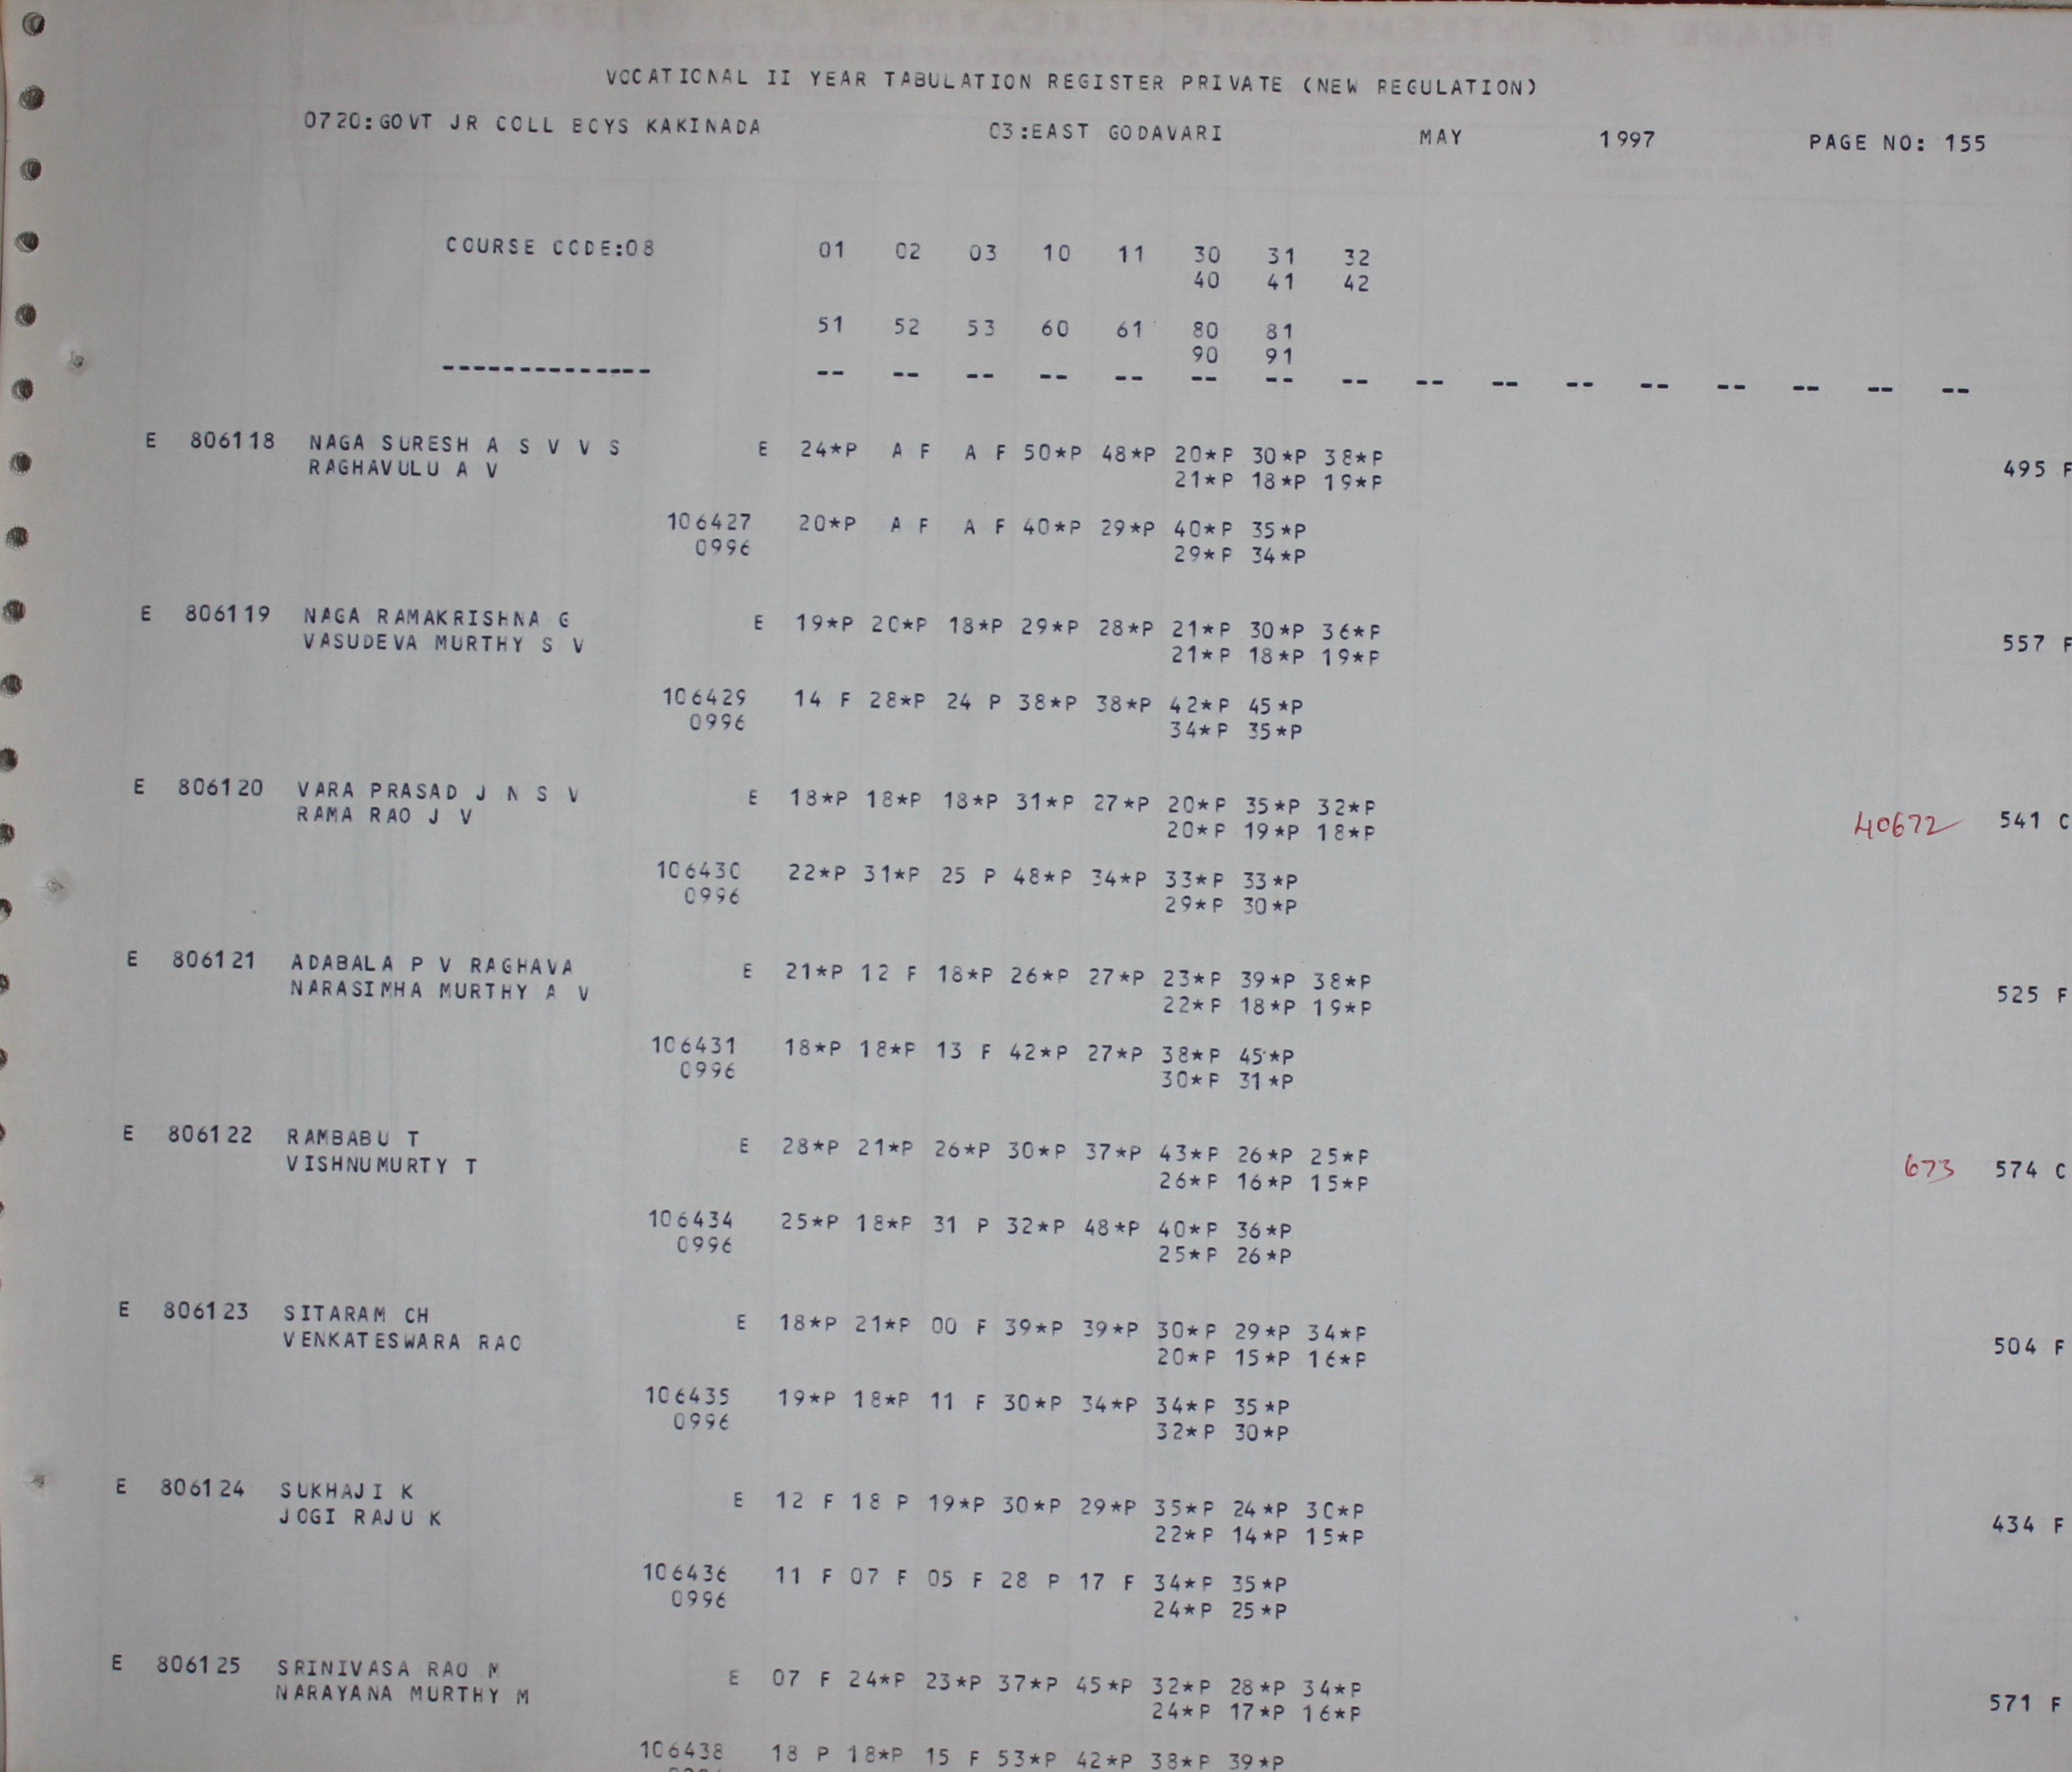 VOCATIONAL II YEAR TABULATION REGISTER PRIVATE (NEW REGULATION)
0720:GOVT JR COLL BOYS KAKINADA 03:EAST GODAVARI MAY 1997 PAGE NO: 155
COURSE CODE:08 01 02 03 10 11 30 31 32
40 41 42
51 52 53 60 61 80 81
90 91
-------------- -- -- -- -- -- -- -- -- -- -- -- -- -- -- -- --
E 806118 NAGA SURESH A S V V S E 24*P A F A F 50*P 48*P 20*P 30*P 38*P
RAGHAVULU A V 21*P 18*P 19*P 495 F
106427 20*P A F A F 40*P 29*P 40*P 35*P
0996 29*P 34*P
E 806119 NAGA RAMAKRISHNA G E 19*P 20*P 18*P 29*P 28*P 21*P 30*P 36*P
VASUDEVA MURTHY S V 21*P 18*P 19*P 557 F
106429 14 F 28*P 24 P 38*P 38*P 42*P 45*P
0996 34*P 35*P
E 806120 VARA PRASAD J N S V E 18*P 18*P 18*P 31*P 27*P 20*P 35*P 32*P
RAMA RAO J V 20*P 19*P 18*P 40672 541 C
106430 22*P 31*P 25 P 48*P 34*P 33*P 33*P
0996 29*P 30*P
E 806121 ADABALA P V RAGHAVA E 21*P 12 F 18*P 26*P 27*P 23*P 39*P 38*P
NARASIMHA MURTHY A V 22*P 18*P 19*P 525 F
106431 18*P 18*P 13 F 42*P 27*P 38*P 45*P
0996 30*P 31*P
E 806122 RAMBABU T E 28*P 21*P 26*P 30*P 37*P 43*P 26*P 25*P
VISHNUMURTY T 26*P 16*P 15*P 673 574 C
106434 25*P 18*P 31 P 32*P 48*P 40*P 36*P
0996 25*P 26*P
E 806123 SITARAM CH E 18*P 21*P 00 F 39*P 39*P 30*P 29*P 34*P
VENKATESWARA RAO 20*P 15*P 16*P 504 F
106435 19*P 18*P 11 F 30*P 34*P 34*P 35*P
0996 32*P 30*P
E 806124 SUKHAJI K E 12 F 18 P 19*P 30*P 29*P 35*P 24*P 30*P
JOGI RAJU K 22*P 14*P 15*P 434 F
106436 11 F 07 F 05 F 28 P 17 F 34*P 35*P
0996 24*P 25*P
E 806125 SRINIVASA RAO M E 07 F 24*P 23*P 37*P 45*P 32*P 28*P 34*P
NARAYANA MURTHY M 24*P 17*P 16*P 571 F
106438 18 P 18*P 15 F 53*P 42*P 38*P 39*P